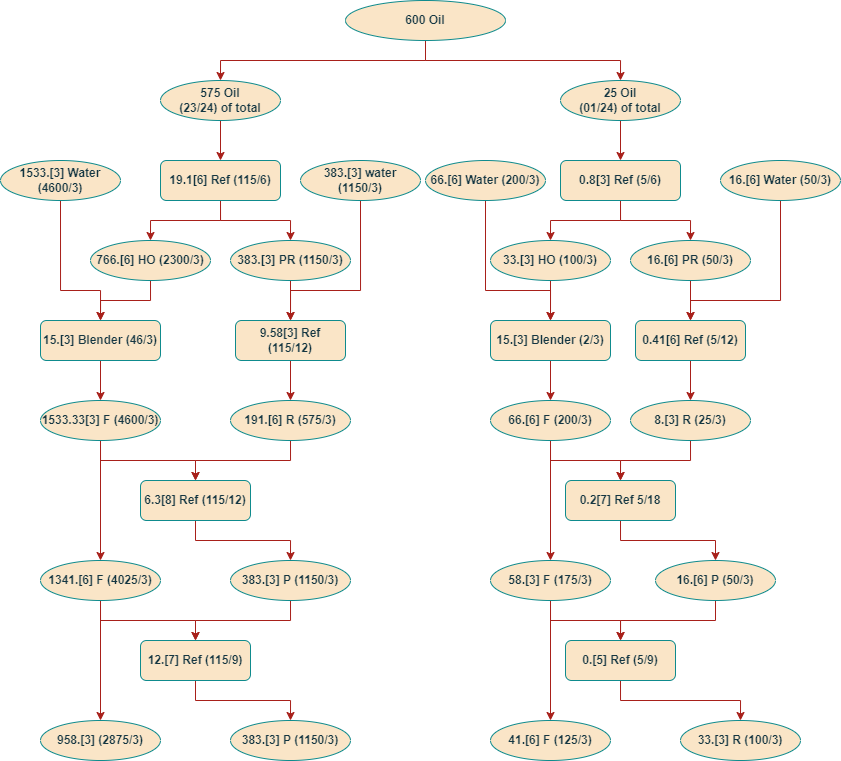 600 Oil
575 Oil
(23/24) of total
25 Oil
(01/24) of total
1533.[3] Water
(4600/3)
19.1[6] Ref (115/6)
383.[3] water
(1150/3)
66.[6] Water (200/3)
0.8[3] Ref (5/6)
16.[6] Water (50/3)
766.[6] HO (2300/3)
383.[3] PR (1150/3)
33.[3] HO (100/3)
16.[6] PR (50/3)
15.[3] Blender (46/3)
9.58[3] Ref
(115/12)
15.[3] Blender (2/3)
0.41[6] Ref (5/12)
1533.33[3] F (4600/3)
191.[6] R (575/3)
66.[6] F (200/3)
8.[3] R (25/3)
6.3[8] Ref (115/12)
0.2[7] Ref 5/18
1341.[6] F (4025/3)
383.[3] P (1150/3)
58.[3] F (175/3)
16.[6] P (50/3)
12.[7] Ref (115/9)
0.[5] Ref (5/9)
958.[3] (2875/3)
383.[3] P (1150/3)
41.[6] F (125/3)
33.[3] R (100/3)